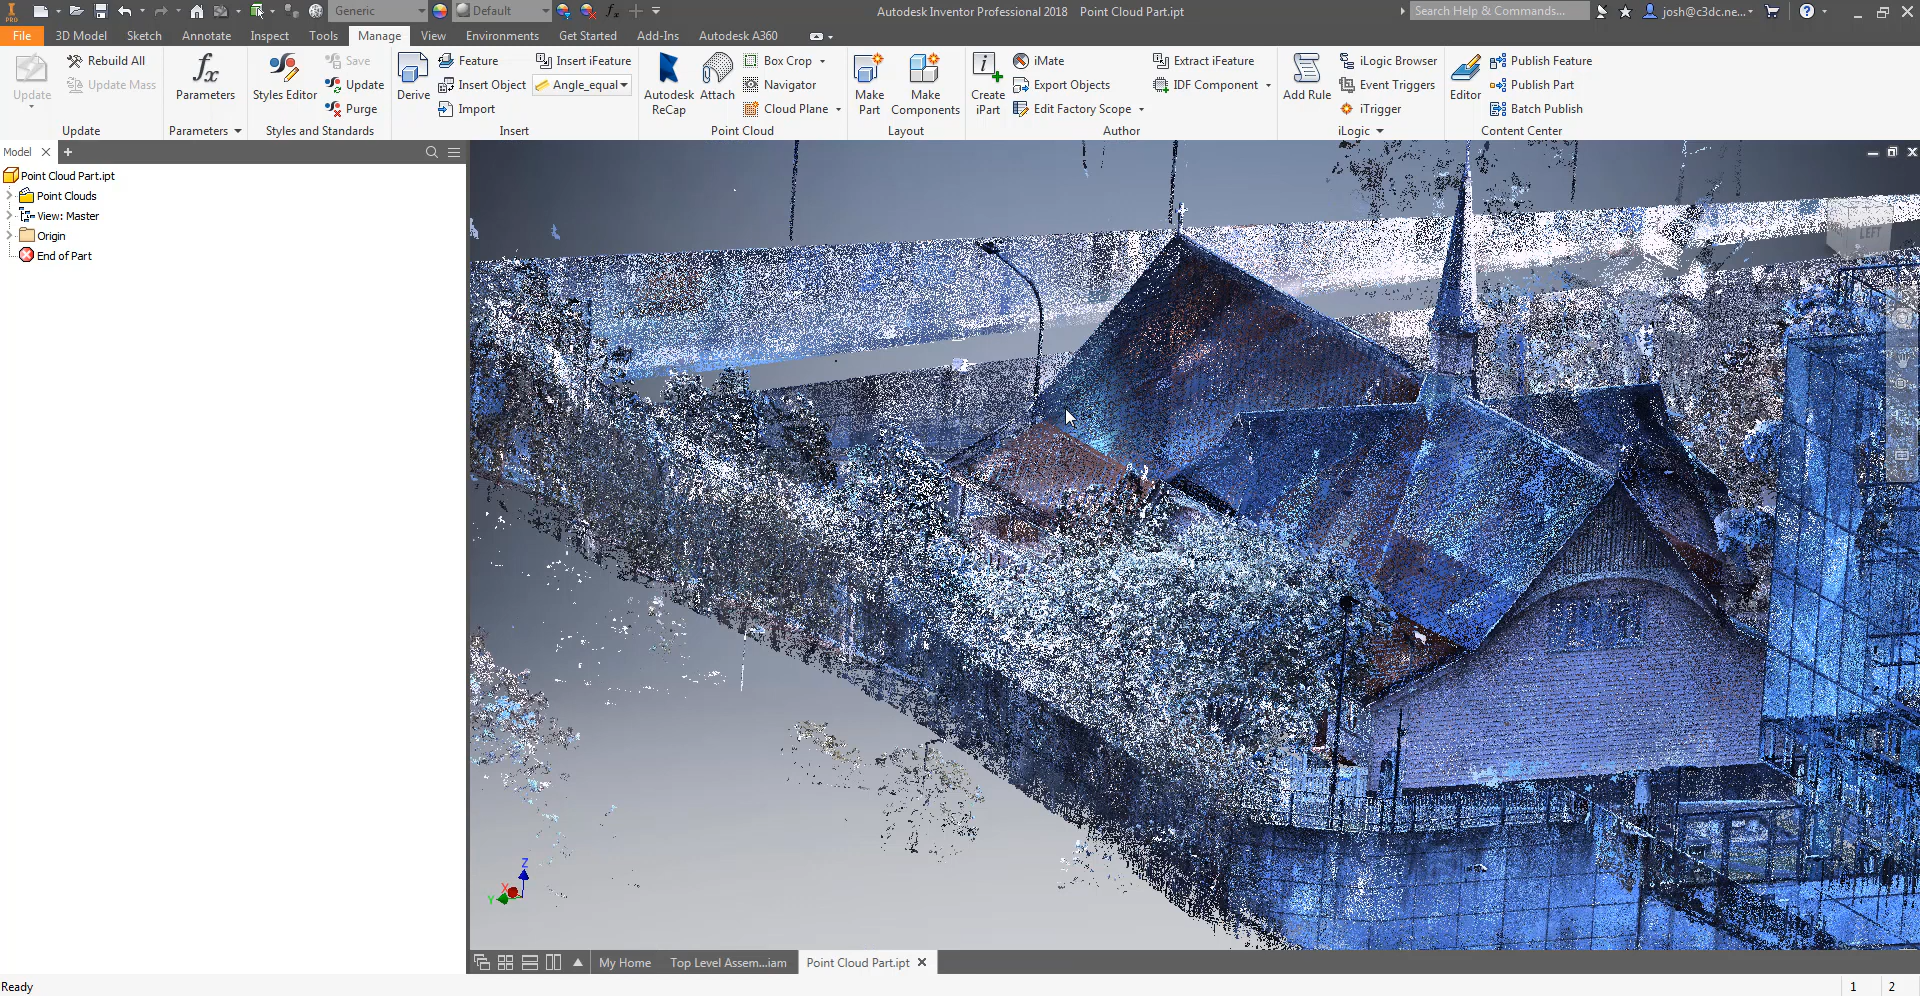 PRO
Generic
Default
fx
Autodesk Inventor Professional 2018 Point Cloud Part.ipt
Search Help & Commands...
josh@c3dc.ne...
File 3D Model Sketch Annotate Inspect Tools Manage View Environments Get Started Add-Ins Autodesk A360
Update
Rebuild All
Update Mass
Update
fx
Parameters
Parameters
Styles Editor
Save
Update
Purge
Styles and Standards
Derive
Feature
Insert Object
Import
Insert iFeature
Angle_equal
Insert
Autodesk
ReCap
Attach
Box Crop
Navigator
Cloud Plane
Point Cloud
Make
Part
Make
Components
Layout
Create
iPart
iMate
Export Objects
Edit Factory Scope
Extract iFeature
IDF Component
Author
Add Rule
iLogic Browser
Event Triggers
iTrigger
iLogic
Editor
Publish Feature
Publish Part
Batch Publish
Content Center
Model
Point Cloud Part.ipt
Point Clouds
View: Master
Origin
End of Part
LEFT
Z
X
Y
My Home Top Level Assem...iam Point Cloud Part.ipt
Ready
1 2